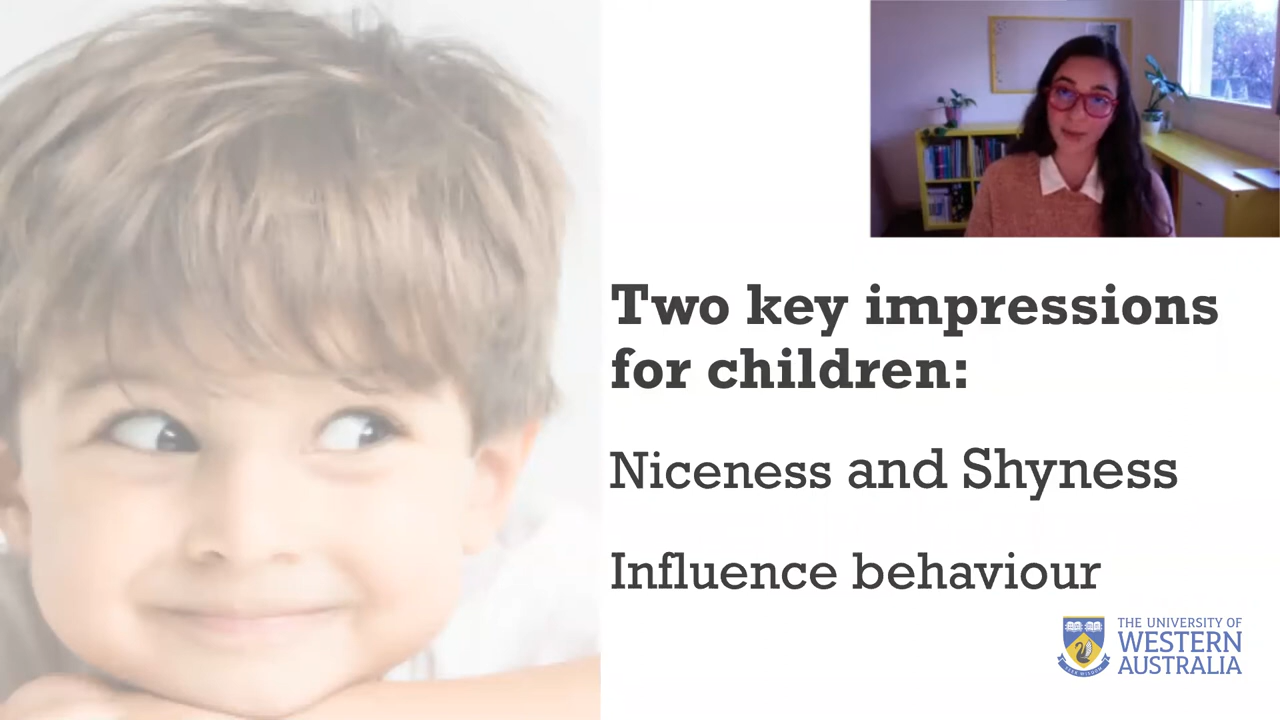 Two key impressions
for children:
Niceness and Shyness
Influence behaviour
THE UNIVERSITY OF
WESTERN
AUSTRALIA